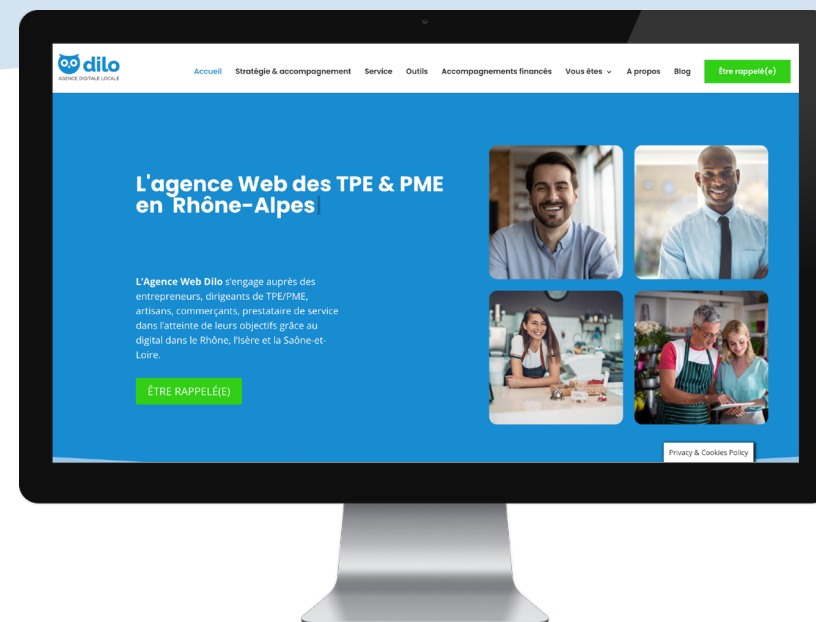 dilo
AGENCE DIGITALE LOCALE
Accueil Stratégie & accompagnement Service Outils Accompagnements financés Vous êtes A propos Blog Être rappelé(e)
L'agence Web des TPE & PME
en Rhône-Alpes
L'Agence Web Dilo s'engage auprès des
entrepreneurs, dirigeants de TPE/PME,
artisans, commerçants, prestataire de service
dans l'atteinte de leurs objectifs grâce au
digital dans le Rhône, l'Isère et la Saône-et-
Loire.
ÊTRE RAPPELÉ(E)
Privacy & Cookies Policy